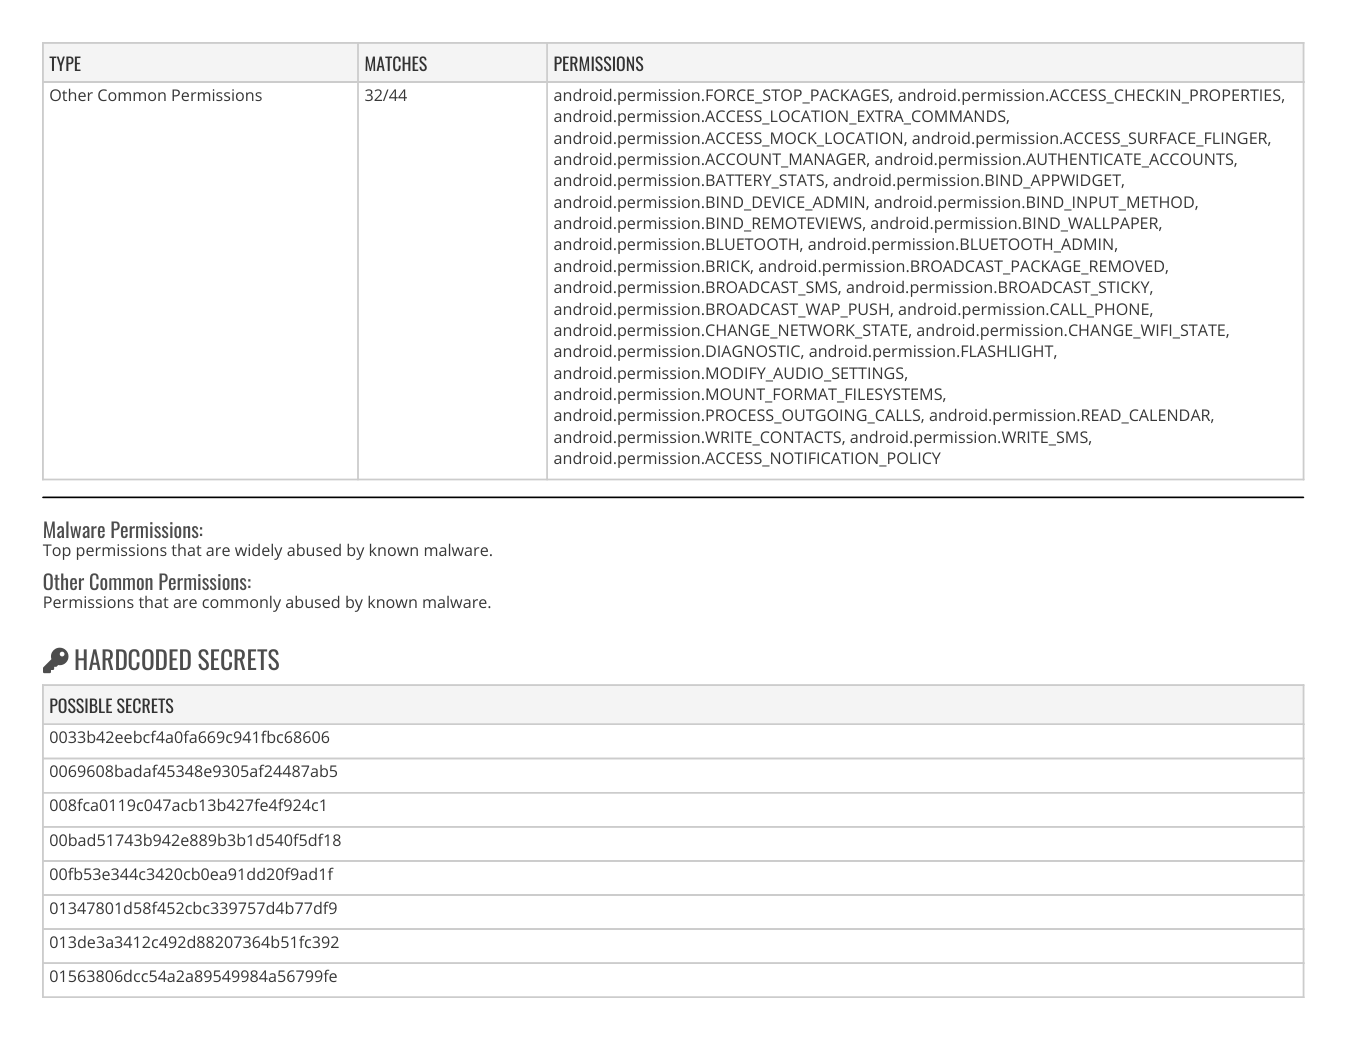 TYPE MATCHES PERMISSIONS
Other Common Permissions 32/44 android.permission.FORCE_STOP_PACKAGES, android.permission.ACCESS_CHECKIN_PROPERTIES,
android.permission.ACCESS_LOCATION_EXTRA_COMMANDS,
android.permission.ACCESS_MOCK_LOCATION, android.permission.ACCESS_SURFACE_FLINGER,
android.permission.ACCOUNT_MANAGER, android.permission.AUTHENTICATE_ACCOUNTS,
android.permission.BATTERY_STATS, android.permission.BIND_APPWIDGET,
android.permission.BIND_DEVICE_ADMIN, android.permission.BIND_INPUT_METHOD,
android.permission.BIND_REMOTEVIEWS, android.permission.BIND_WALLPAPER,
android.permission.BLUETOOTH, android.permission.BLUETOOTH_ADMIN,
android.permission.BRICK, android.permission.BROADCAST_PACKAGE_REMOVED,
android.permission.BROADCAST_SMS, android.permission.BROADCAST_STICKY,
android.permission.BROADCAST_WAP_PUSH, android.permission.CALL_PHONE,
android.permission.CHANGE_NETWORK_STATE, android.permission.CHANGE_WIFI_STATE,
android.permission.DIAGNOSTIC, android.permission.FLASHLIGHT,
android.permission.MODIFY_AUDIO_SETTINGS,
android.permission.MOUNT_FORMAT_FILESYSTEMS,
android.permission.PROCESS_OUTGOING_CALLS, android.permission.READ_CALENDAR,
android.permission.WRITE_CONTACTS, android.permission.WRITE_SMS,
android.permission.ACCESS_NOTIFICATION_POLICY
Malware Permissions:
Top permissions that are widely abused by known malware.
Other Common Permissions:
Permissions that are commonly abused by known malware.
HARDCODED SECRETS
POSSIBLE SECRETS
0033b42eebcf4a0fa669c941fbc68606
0069608badaf45348e9305af24487ab5
008fca0119c047acb13b427fe4f924c1
00bad51743b942e889b3b1d540f5df18
00fb53e344c3420cb0ea91dd20f9ad1f
01347801d58f452cbc339757d4b77df9
013de3a3412c492d88207364b51fc392
01563806dcc54a2a89549984a56799fe